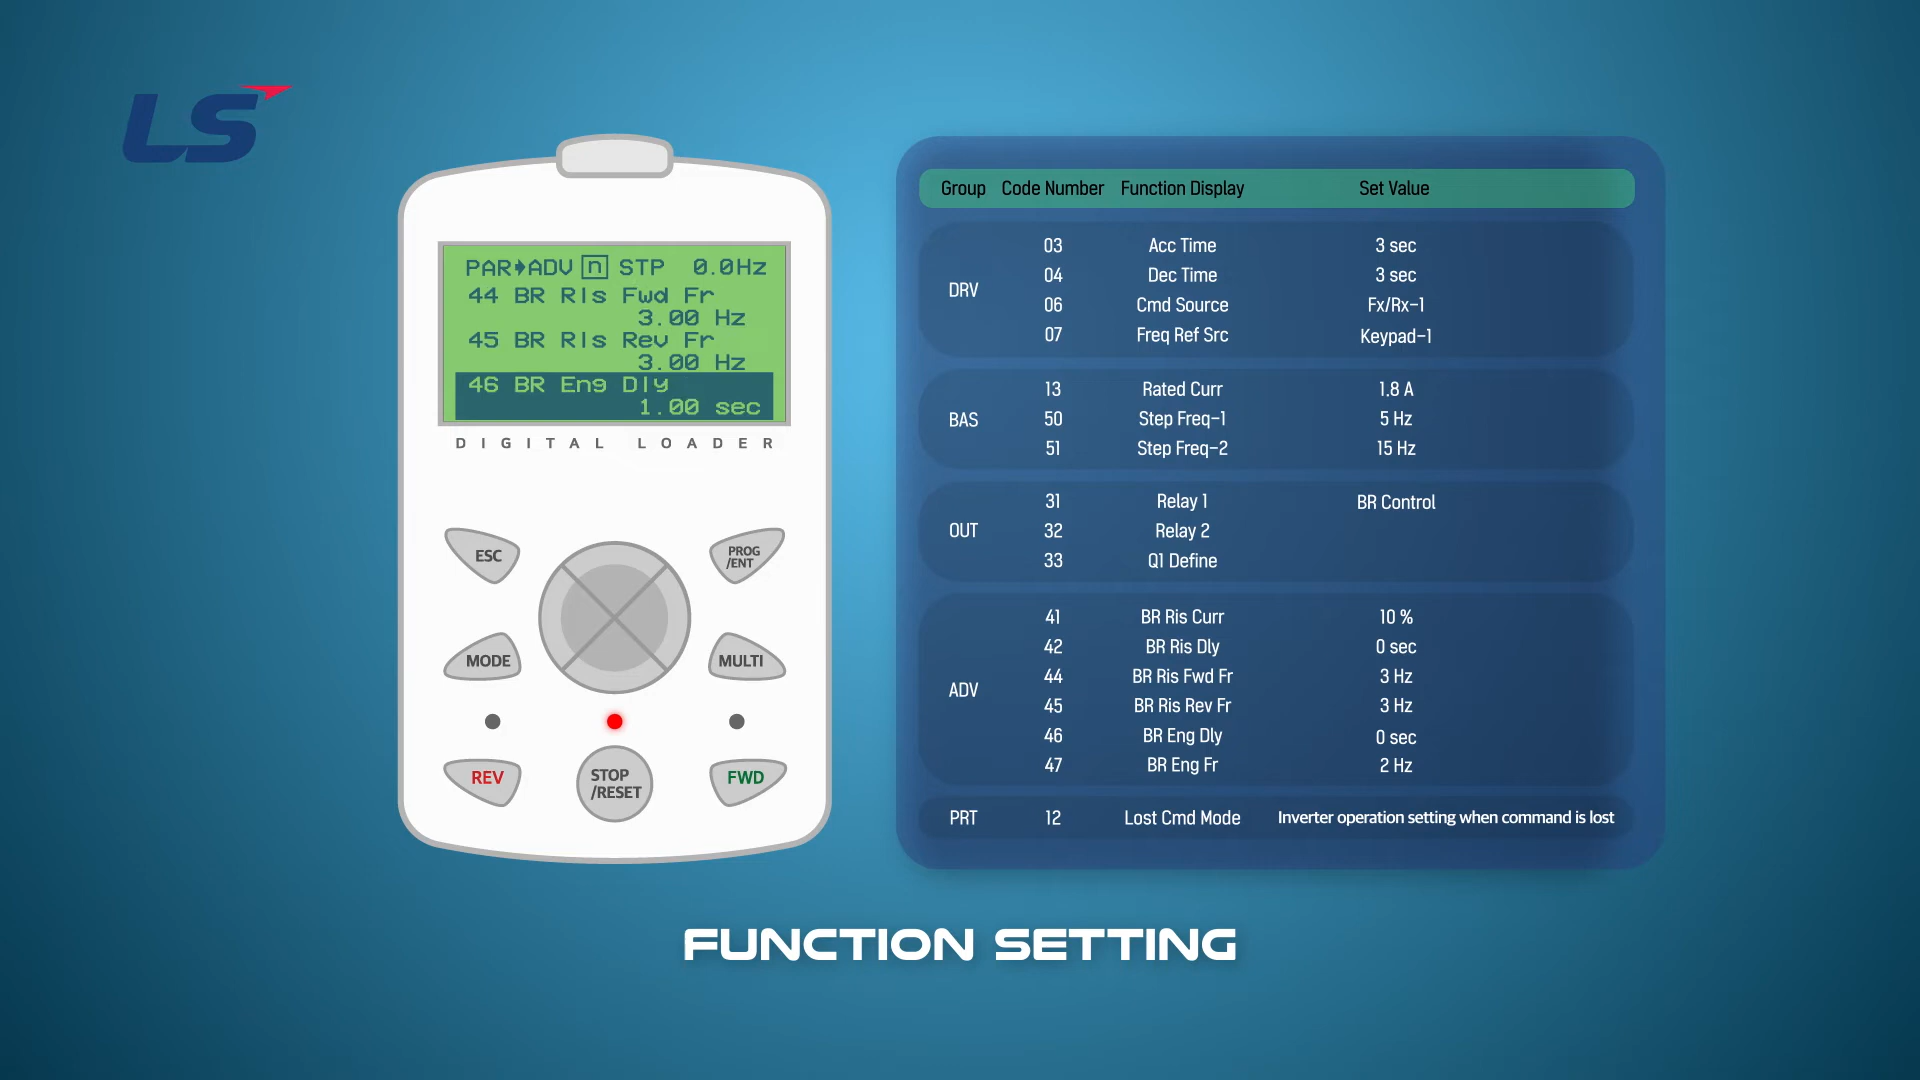 LS
PAR➧ADV n STP 0.0Hz
44 BR Rls Fwd Fr
3.00 Hz
45 BR Rls Rev Fr
3.00 Hz
46 BR Eng Dly
1.00 sec
DIGITAL LOADER
ESC
PROG
/ENT
MODE
MULTI
REV
STOP
/RESET
FWD
Group Code Number Function Display Set Value
DRV
03 Acc Time 3 sec
04 Dec Time 3 sec
06 Cmd Source Fx/Rx-1
07 Freq Ref Src Keypad-1
BAS
13 Rated Curr 1.8 A
50 Step Freq-1 5 Hz
51 Step Freq-2 15 Hz
OUT
31 Relay 1 BR Control
32 Relay 2
33 Q1 Define
ADV
41 BR Ris Curr 10 %
42 BR Ris Dly 0 sec
44 BR Ris Fwd Fr 3 Hz
45 BR Ris Rev Fr 3 Hz
46 BR Eng Dly 0 sec
47 BR Eng Fr 2 Hz
PRT 12 Lost Cmd Mode Inverter operation setting when command is lost
FUNCTION SETTING